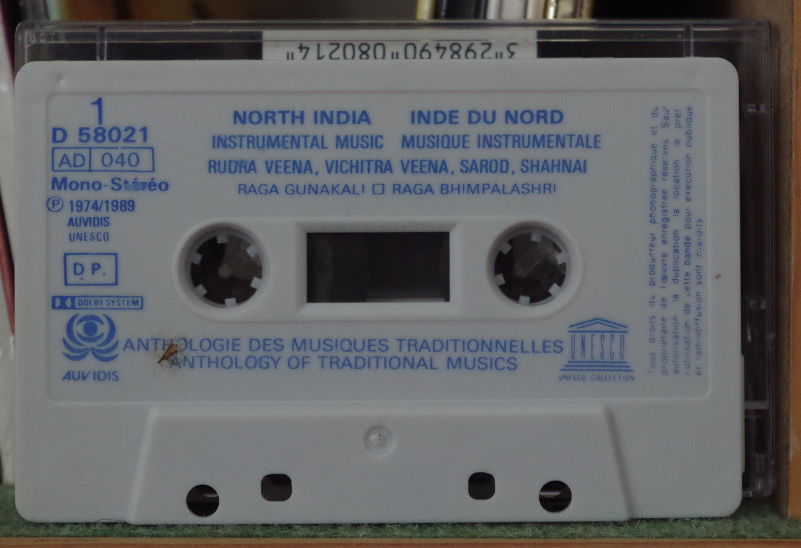 3"298490"080214"
1
D 58021
AD 040
Mono-Stéréo
Ⓟ 1974/1989
AUVIDIS
UNESCO
D P.
DOLBY SYSTEM
AUVIDIS
NORTH INDIA INDE DU NORD
INSTRUMENTAL MUSIC MUSIQUE INSTRUMENTALE
RUDRA VEENA, VICHITRA VEENA, SAROD, SHAHNAI
RAGA GUNAKALI □ RAGA BHIMPALASHRI
ANTHOLOGIE DES MUSIQUES TRADITIONNELLES
ANTHOLOGY OF TRADITIONAL MUSICS
UNESCO
UNESCO COLLECTION
Tous droits du producteur phonographique et du
propriétaire de l'œuvre enregistrée réservés Sauf
autorisation la duplication la location le prêt
l'utilisation de cette bande pour exécution publique
et radiodiffusion sont interdits